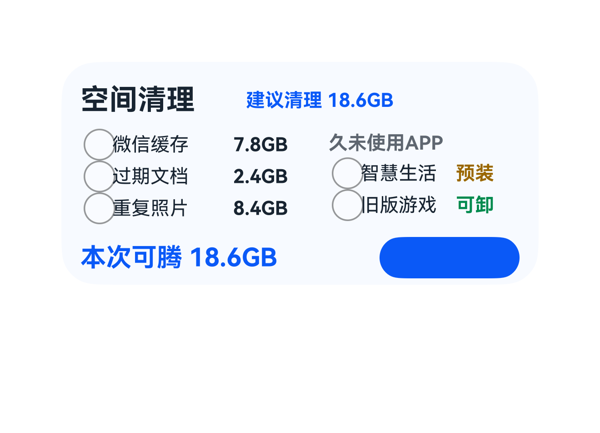 空间清理
建议清理 18.6GB
微信缓存 7.8GB
过期文档 2.4GB
重复照片 8.4GB
久未使用APP
智慧生活 预装
旧版游戏 可卸
本次可腾 18.6GB